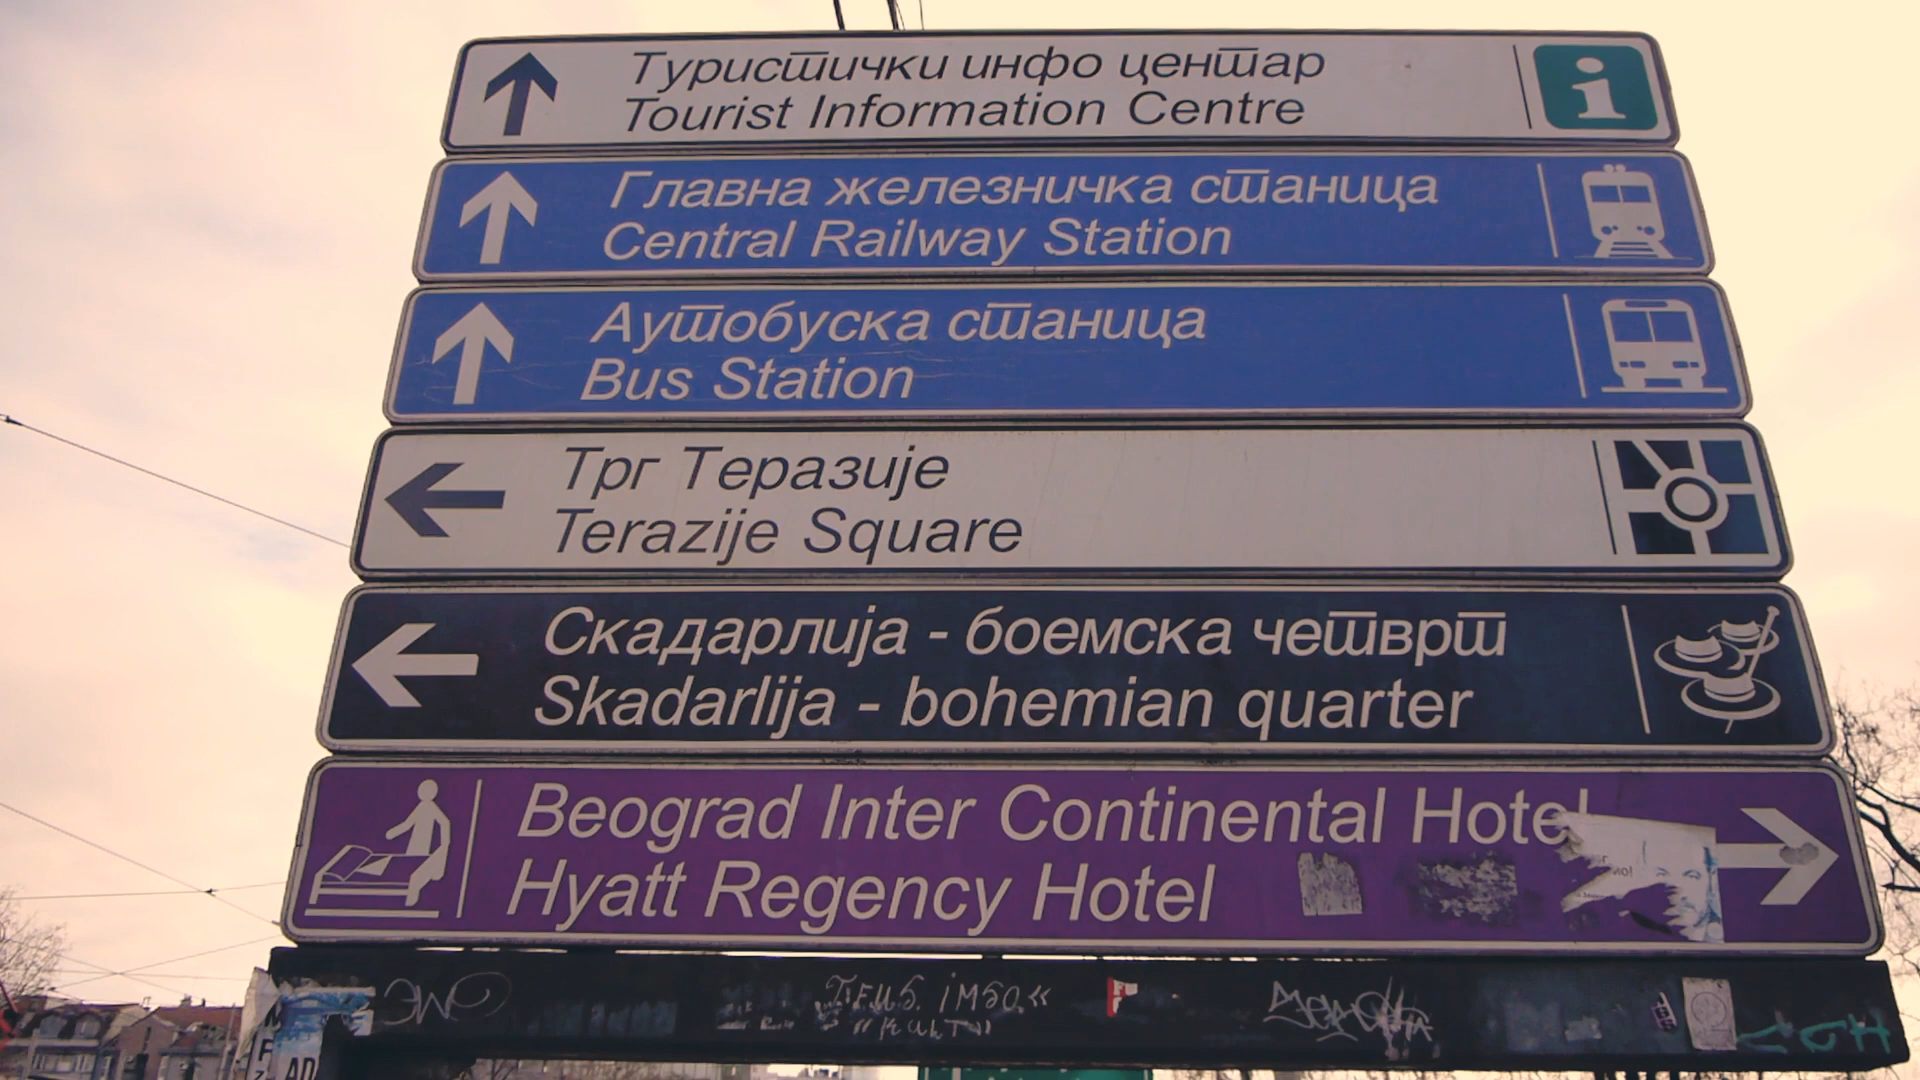 Туристички инфо центар
Tourist Information Centre
Главна железничка станица
Central Railway Station
Аутобуска станица
Bus Station
Трг Теразије
Terazije Square
Скадарлија - боемска четврт
Skadarlija - bohemian quarter
Beograd Inter Continental Hotel
Hyatt Regency Hotel
AD